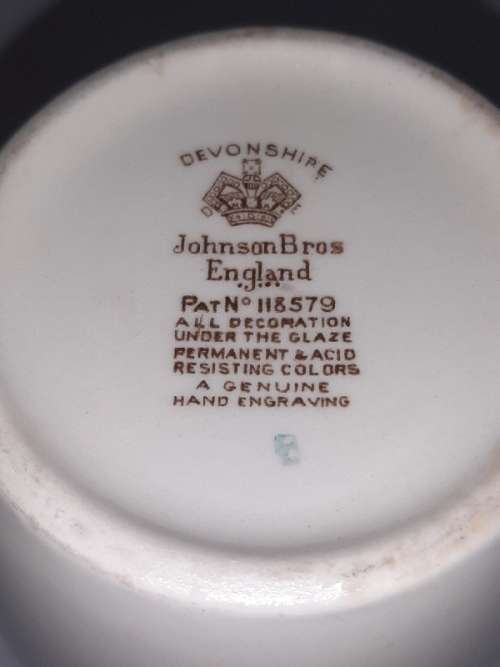 DEVONSHIRE
Johnson Bros
England
PAT No 118579
ALL DECORATION
UNDER THE GLAZE
PERMANENT & ACID
RESISTING COLORS
A GENUINE
HAND ENGRAVING